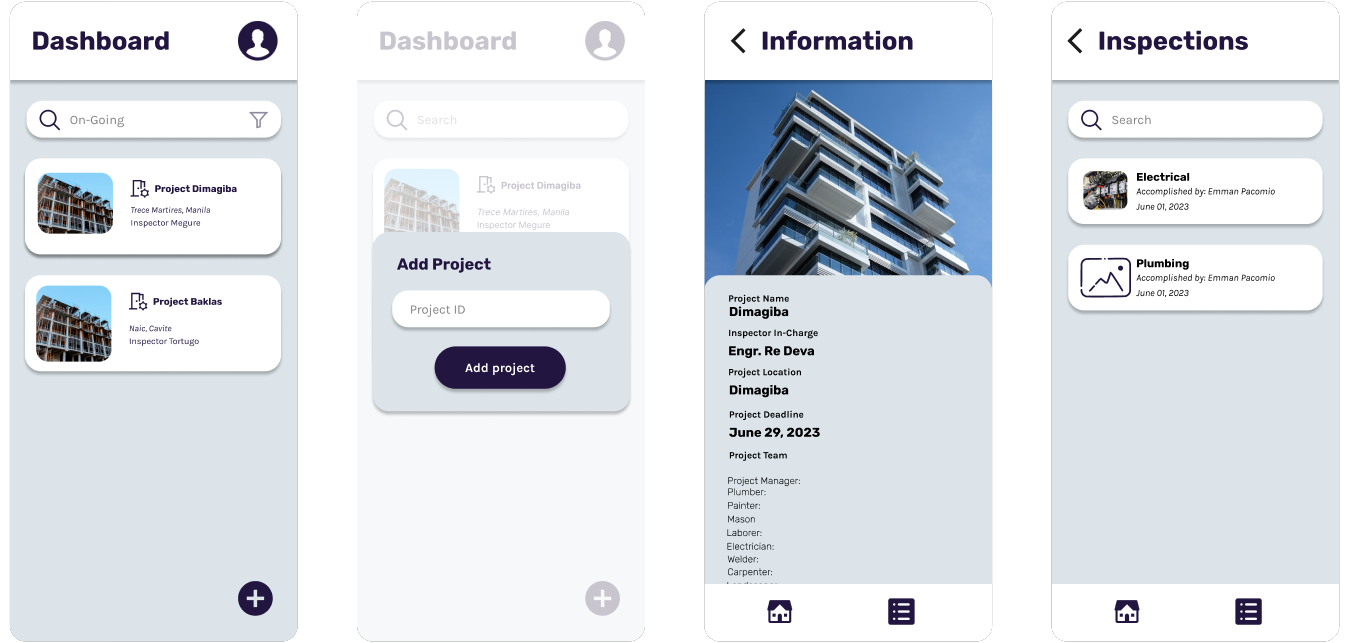 Dashboard
On-Going
Project Dimagiba
Trece Martires, Manila
Inspector Megure
Project Baklas
Naic, Cavite
Inspector Tortugo
Dashboard
Search
Project Dimagiba
Trece Martires, Manila
Inspector Megure
Add Project
Project ID
Add project
Information
Project Name
Dimagiba
Inspector In-Charge
Engr. Re Deva
Project Location
Dimagiba
Project Deadline
June 29, 2023
Project Team
Project Manager:
Plumber:
Painter:
Mason
Laborer:
Electrician:
Welder:
Carpenter:
Inspections
Search
Electrical
Accomplished by: Emman Pacomio
June 01, 2023
Plumbing
Accomplished by: Emman Pacomio
June 01, 2023